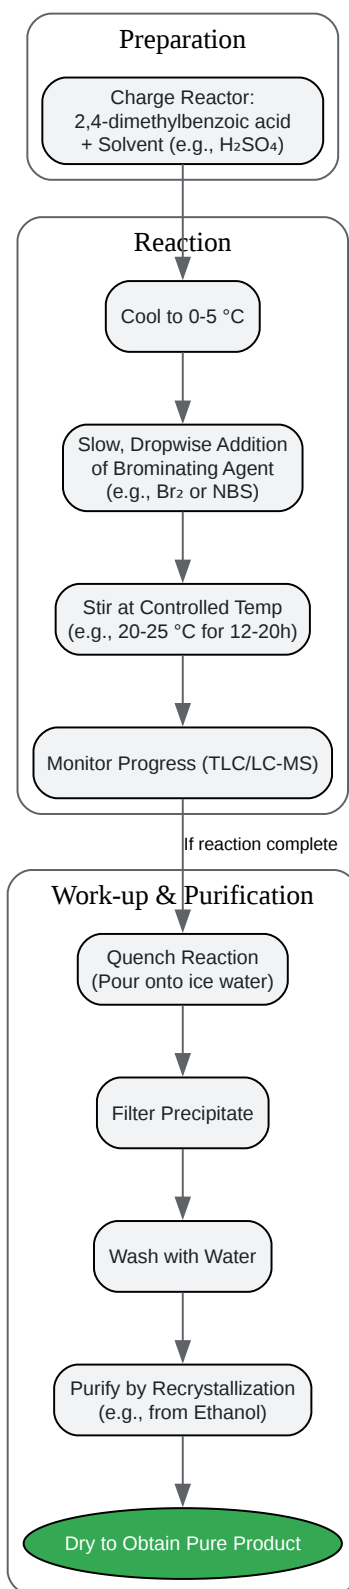 Preparation
Charge Reactor:
2,4-dimethylbenzoic acid
+ Solvent (e.g., H₂SO₄)
Reaction
Cool to 0-5 °C
Slow, Dropwise Addition
of Brominating Agent
(e.g., Br₂ or NBS)
Stir at Controlled Temp
(e.g., 20-25 °C for 12-20h)
Monitor Progress (TLC/LC-MS)
If reaction complete
Work-up & Purification
Quench Reaction
(Pour onto ice water)
Filter Precipitate
Wash with Water
Purify by Recrystallization
(e.g., from Ethanol)
Dry to Obtain Pure Product